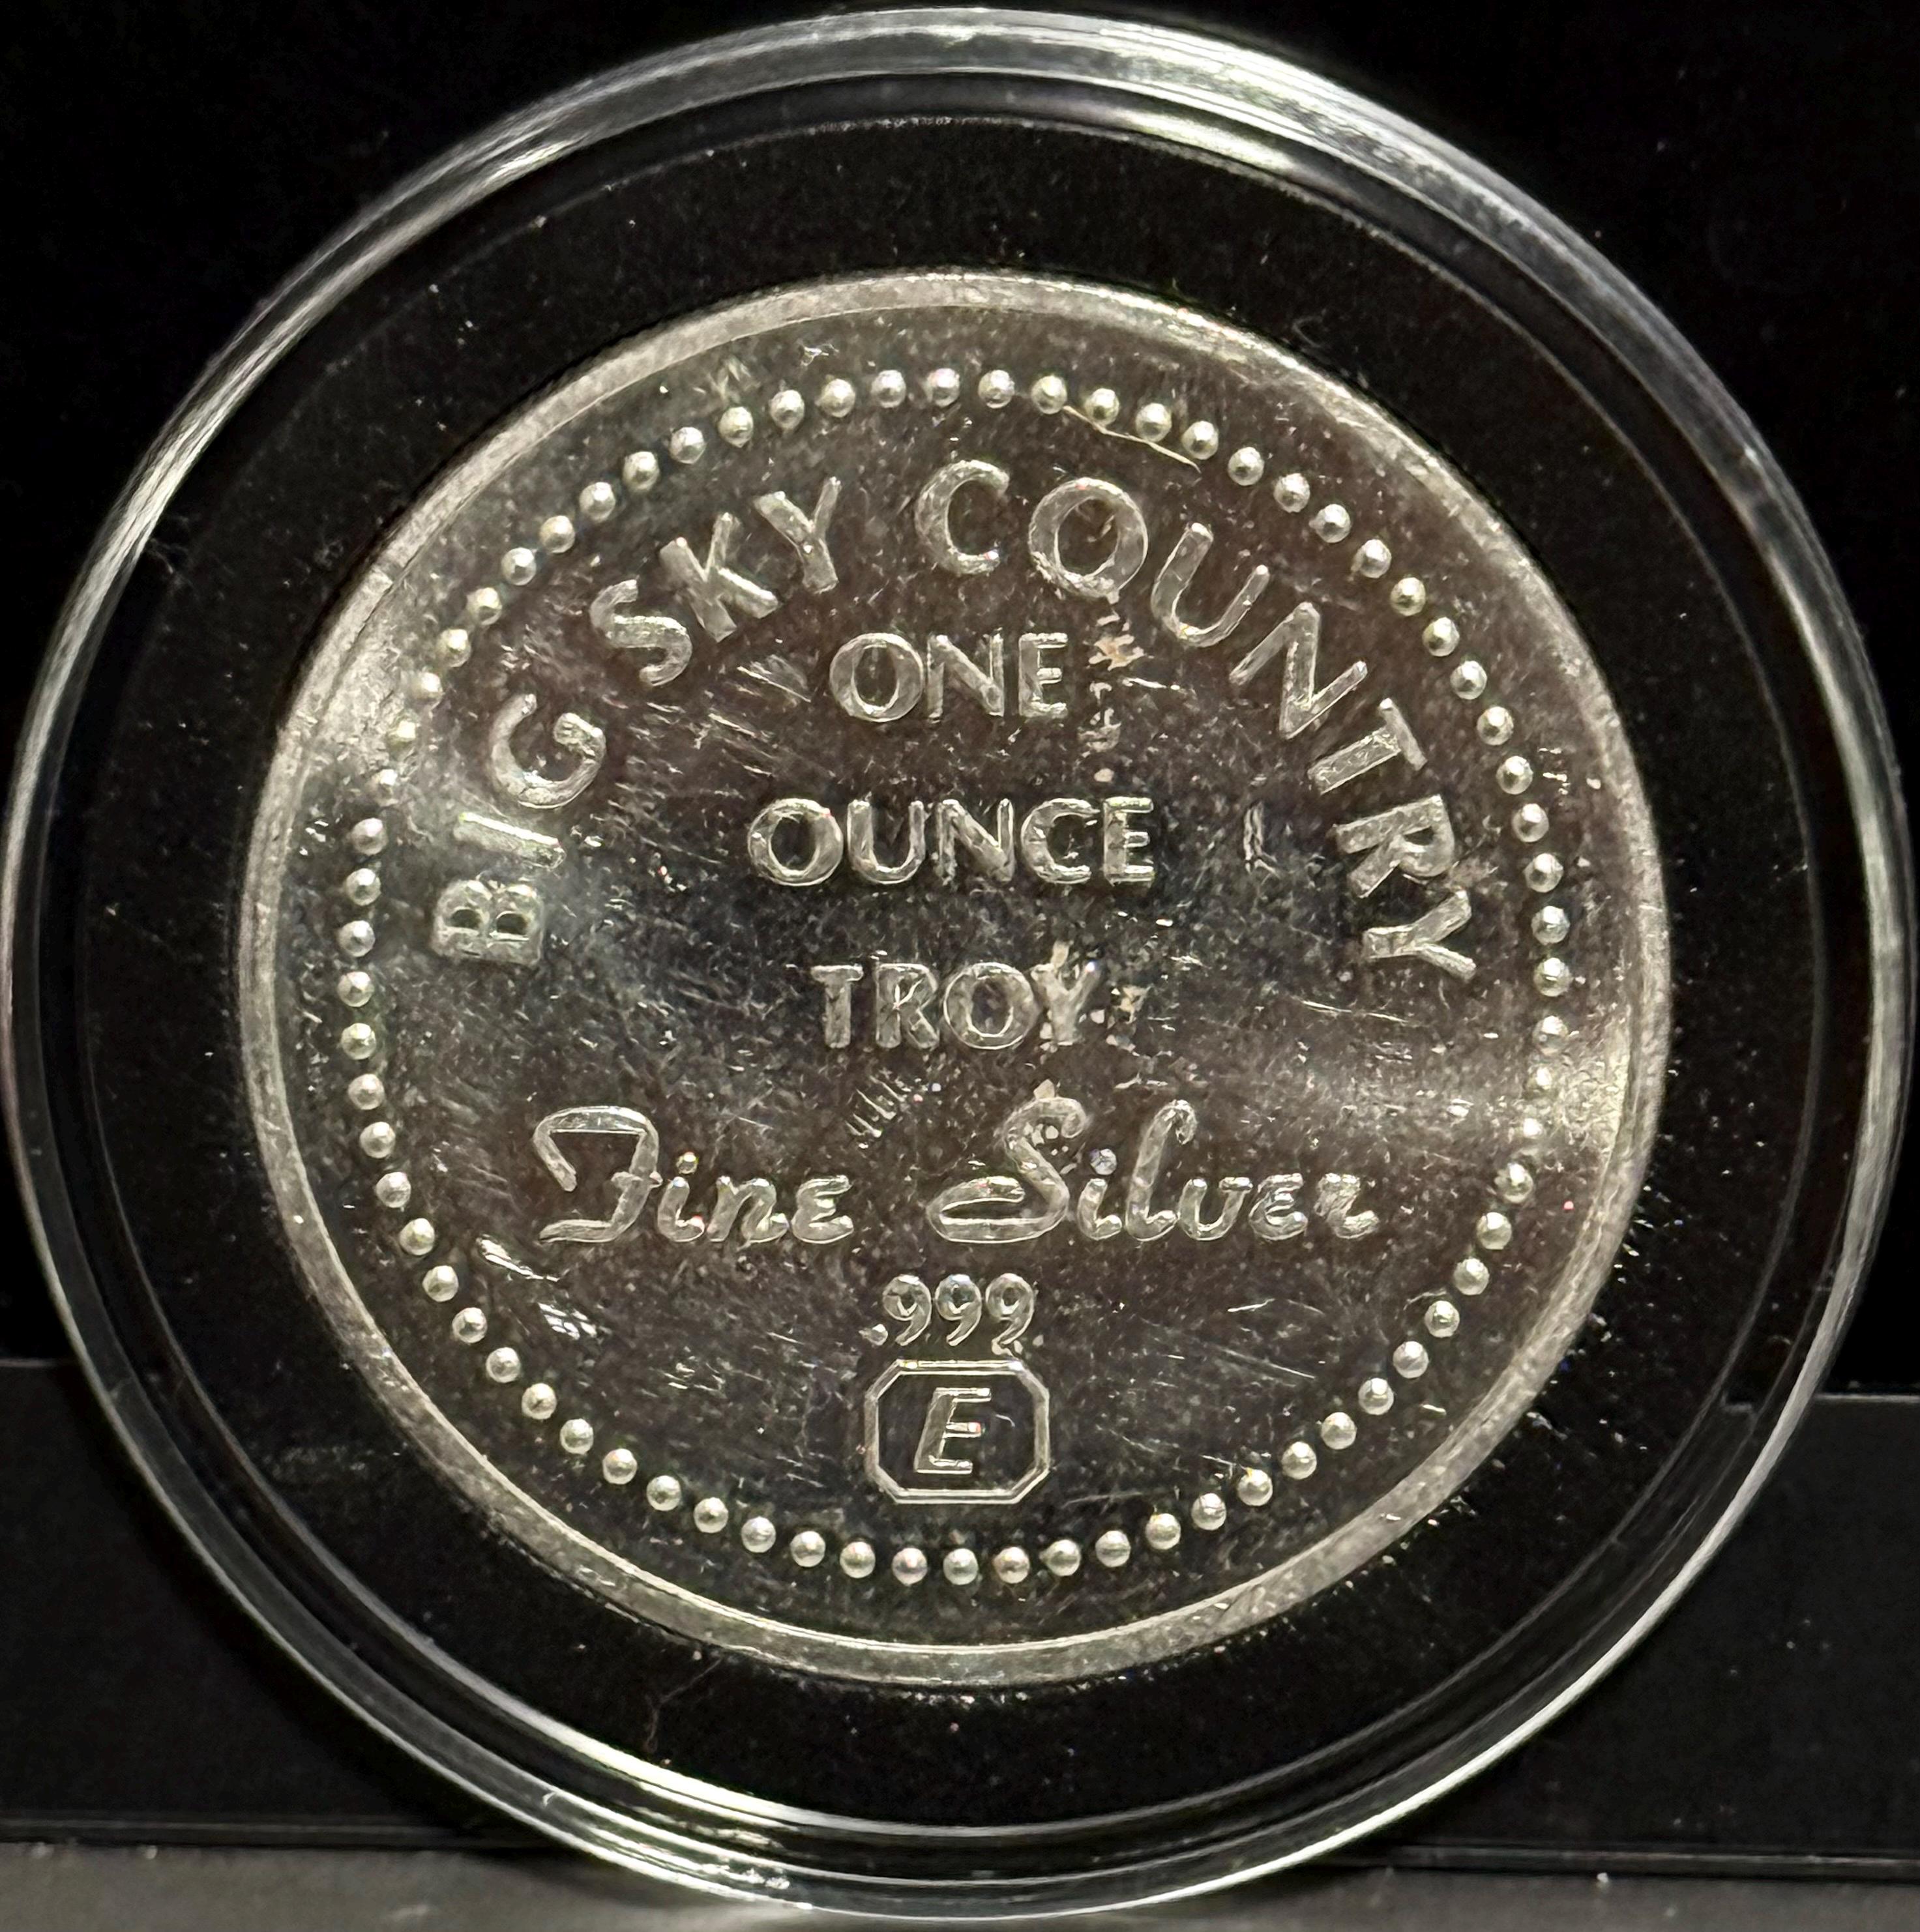 BIG SKY COUNTRY
ONE
OUNCE
TROY
Fine Silver
.999
E